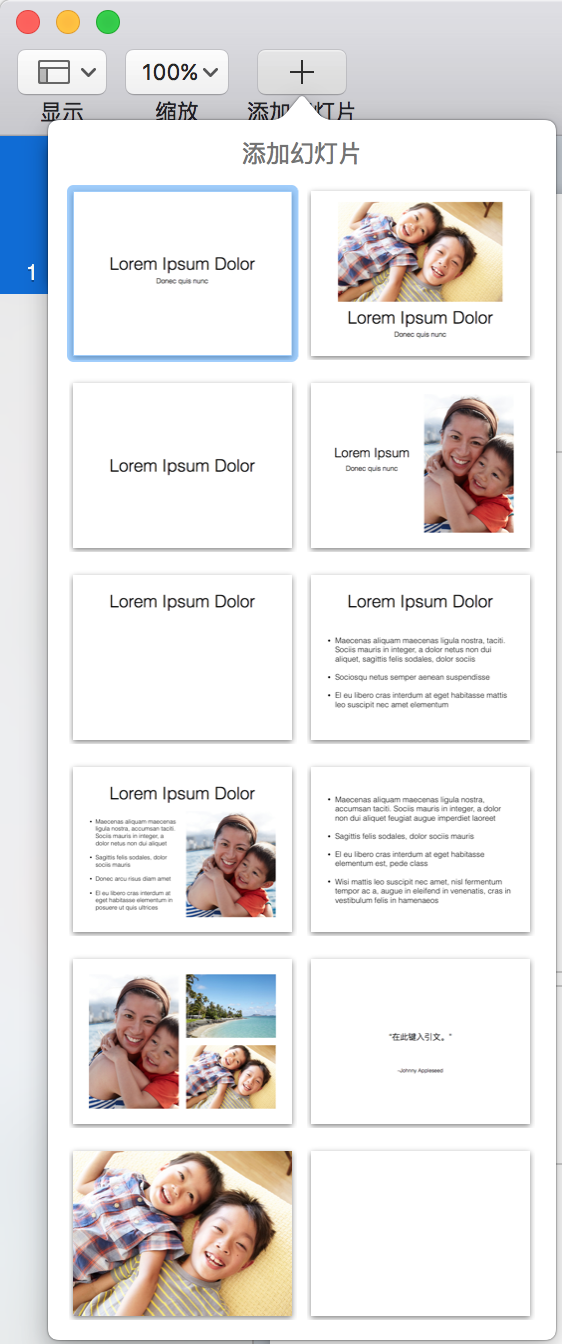 100%
显示
缩放
添加幻灯片
添加幻灯片
1
Lorem Ipsum Dolor
Donec quis nunc
Lorem Ipsum Dolor
Donec quis nunc
Lorem Ipsum Dolor
Lorem Ipsum
Donec quis nunc
Lorem Ipsum Dolor
Lorem Ipsum Dolor
• Maecenas aliquam maecenas ligula nostra, taciti.
Sociis mauris in integer, a dolor netus non dui
aliquet, sagittis felis sodales, dolor sociis
• Sociosqu netus semper aenean suspendisse
• El eu libero cras interdum at eget habitasse mattis
leo suscipit nec amet elementum
Lorem Ipsum Dolor
• Maecenas aliquam maecenas
ligula nostra, accumsan taciti.
Sociis mauris in integer, a
dolor netus non dui aliquet
• Sagittis felis sodales, dolor
sociis mauris
• Donec arcu risus diam amet
• El eu libero cras interdum at
eget habitasse elementum in
posuere ut quis ultrices
• Maecenas aliquam maecenas ligula nostra,
accumsan taciti. Sociis mauris in integer, a dolor
non dui aliquet feugiat augue imperdiet laoreet
• Sagittis felis sodales, dolor sociis mauris
• El eu libero cras interdum at eget habitasse
elementum est, pede class
• Wisi mattis leo suscipit nec amet, nisl fermentum
tempor ac a, augue in eleifend in venenatis, cras in
vestibulum felis in hamenaeos
“在此键入引文。”
–Johnny Appleseed